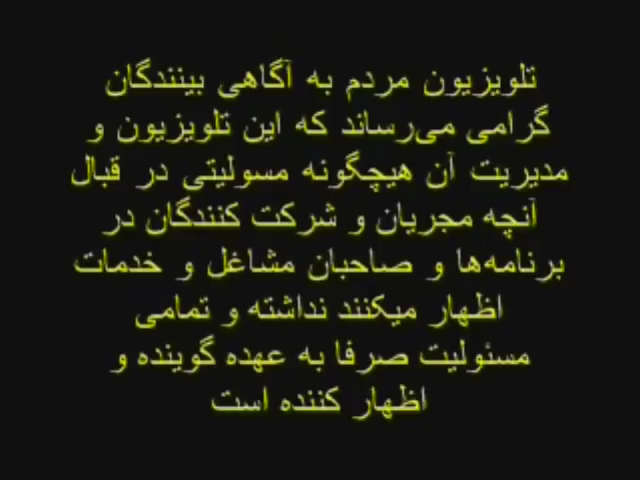 تلویزیون مردم به آگاهی بینندگان
گرامی می‌رساند که این تلویزیون و
مدیریت آن هیچگونه مسولیتی در قبال
آنچه مجریان و شرکت کنندگان در
برنامه‌ها و صاحبان مشاغل و خدمات
اظهار میکنند نداشته و تمامی
مسئولیت صرفا به عهده گوینده و
اظهار کننده است